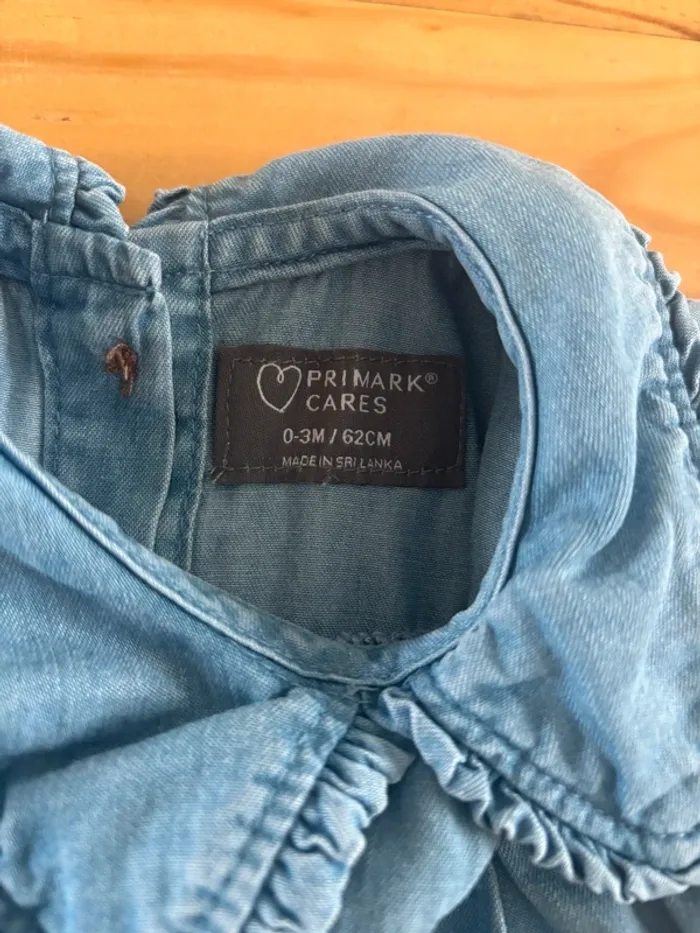 PRIMARK®
CARES
0-3M / 62CM
MADE IN SRI LANKA